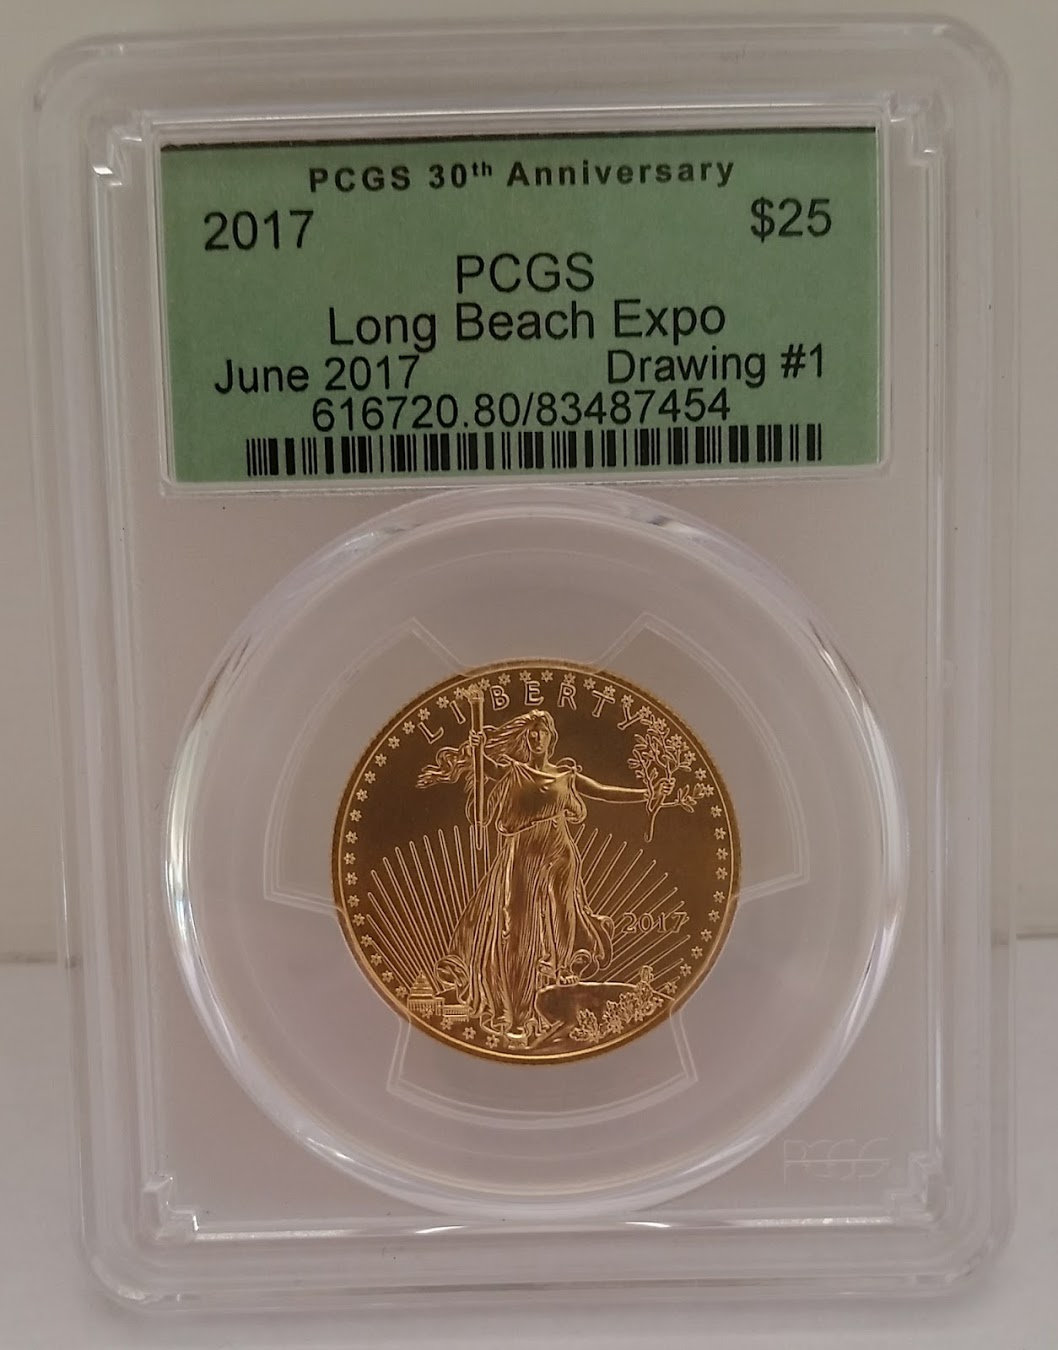 PCGS 30th Anniversary
2017 $25
PCGS
Long Beach Expo
June 2017 Drawing #1
616720.80/83487454
LIBERTY
2017
PCGS